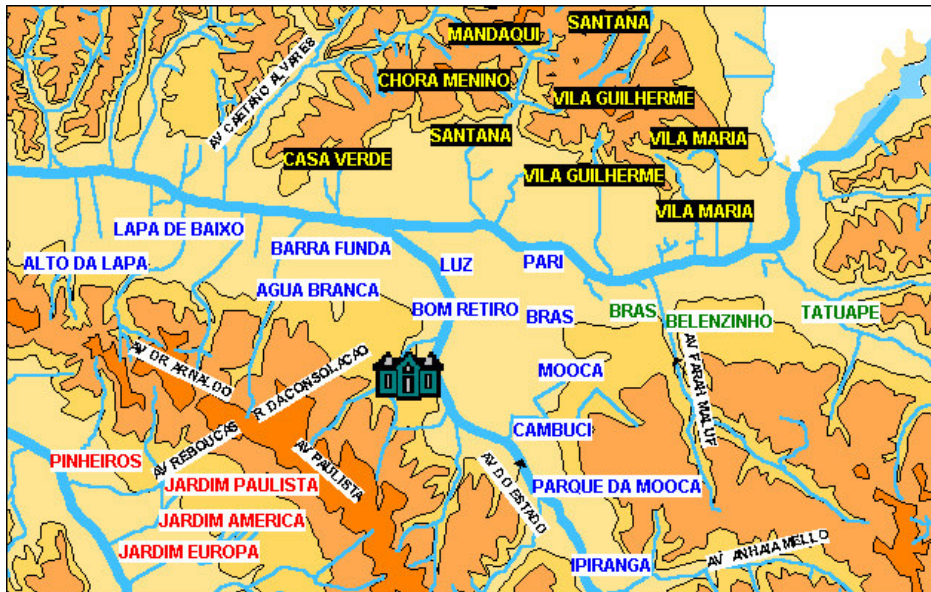 SANTANA
MANDAQUI
AV CAETANO ALVARES
CHORA MENINO
VILA GUILHERME
SANTANA
VILA MARIA
CASA VERDE
VILA GUILHERME
VILA MARIA
LAPA DE BAIXO
BARRA FUNDA
ALTO DA LAPA
LUZ
PARI
AGUA BRANCA
BOM RETIRO
BRAS
BRAS
BELENZINHO
TATUAPE
AV DR. ARNALDO
R DA CONSOLACAO
MOOCA
AV FARAH MALUF
AV REBOUCAS
CAMBUCI
AV PAULISTA
PINHEIROS
JARDIM PAULISTA
AV DO ESTADO
PARQUE DA MOOCA
JARDIM AMERICA
JARDIM EUROPA
IPIRANGA
AV ANHAIA MELLO